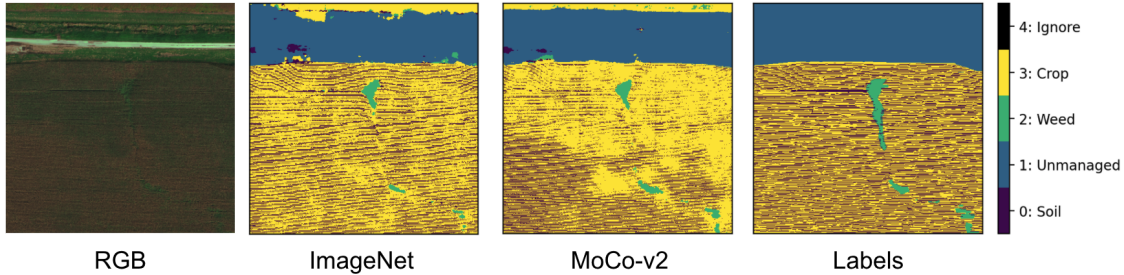 4: Ignore
3: Crop
2: Weed
1: Unmanaged
0: Soil
RGB
ImageNet
MoCo-v2
Labels